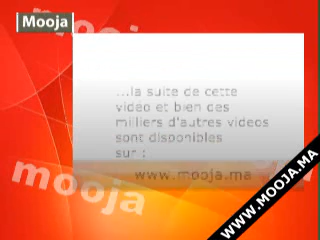 Mooja
mooja
...la suite de cette
video et bien des
milliers d'autres videos
sont disponibles
sur :
www.mooja.ma
mooja
WWW.MOOJA.MA